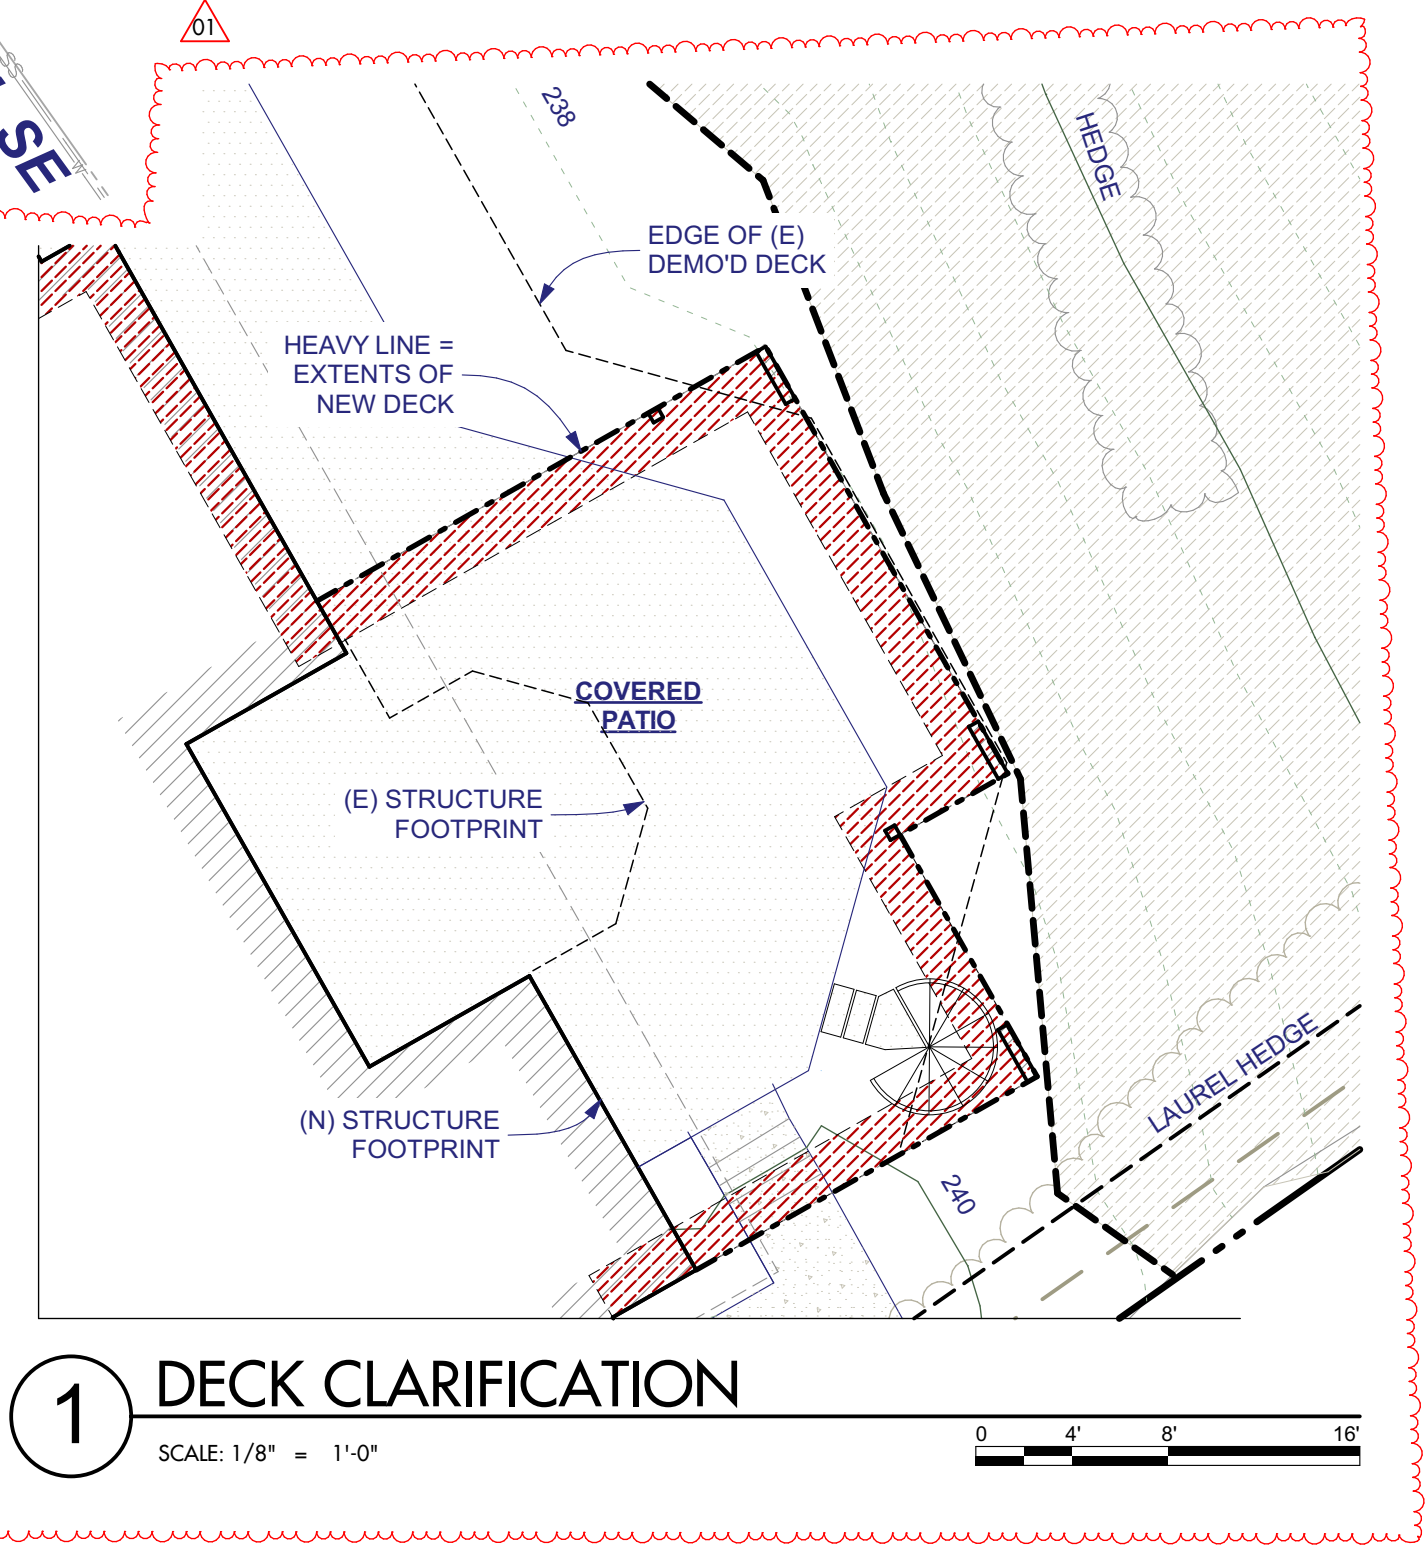 01
SE
W
238
HEDGE
EDGE OF (E)
DEMO'D DECK
HEAVY LINE =
EXTENTS OF
NEW DECK
COVERED
PATIO
(E) STRUCTURE
FOOTPRINT
(N) STRUCTURE
FOOTPRINT
LAUREL HEDGE
240
1
DECK CLARIFICATION
SCALE: 1/8" = 1'-0"
0 4' 8' 16'